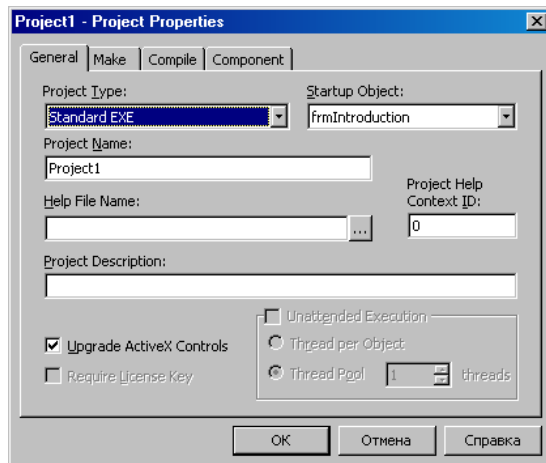 Project1 - Project Properties
General Make Compile Component
Project Type: Startup Object:
Standard EXE frmIntroduction
Project Name:
Project1
Project Help
Help File Name: Context ID:
... 0
Project Description:
Unattended Execution
Upgrade ActiveX Controls Thread per Object
Require License Key Thread Pool 1 threads
OK Отмена Справка